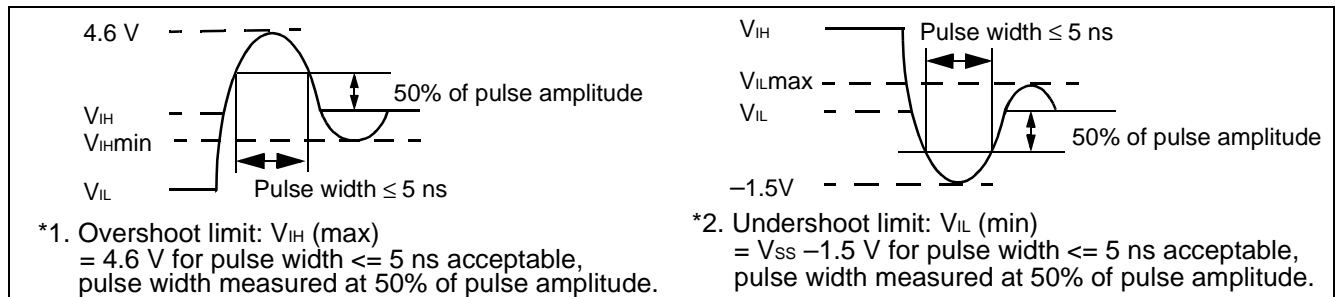 4.6 V
50% of pulse amplitude
VIH
VIHmin
VIL
Pulse width ≤ 5 ns
*1. Overshoot limit: VIH (max)
= 4.6 V for pulse width <= 5 ns acceptable,
pulse width measured at 50% of pulse amplitude.
VIH
Pulse width ≤ 5 ns
VILmax
VIL
50% of pulse amplitude
–1.5V
*2. Undershoot limit: VIL (min)
= VSS –1.5 V for pulse width <= 5 ns acceptable,
pulse width measured at 50% of pulse amplitude.